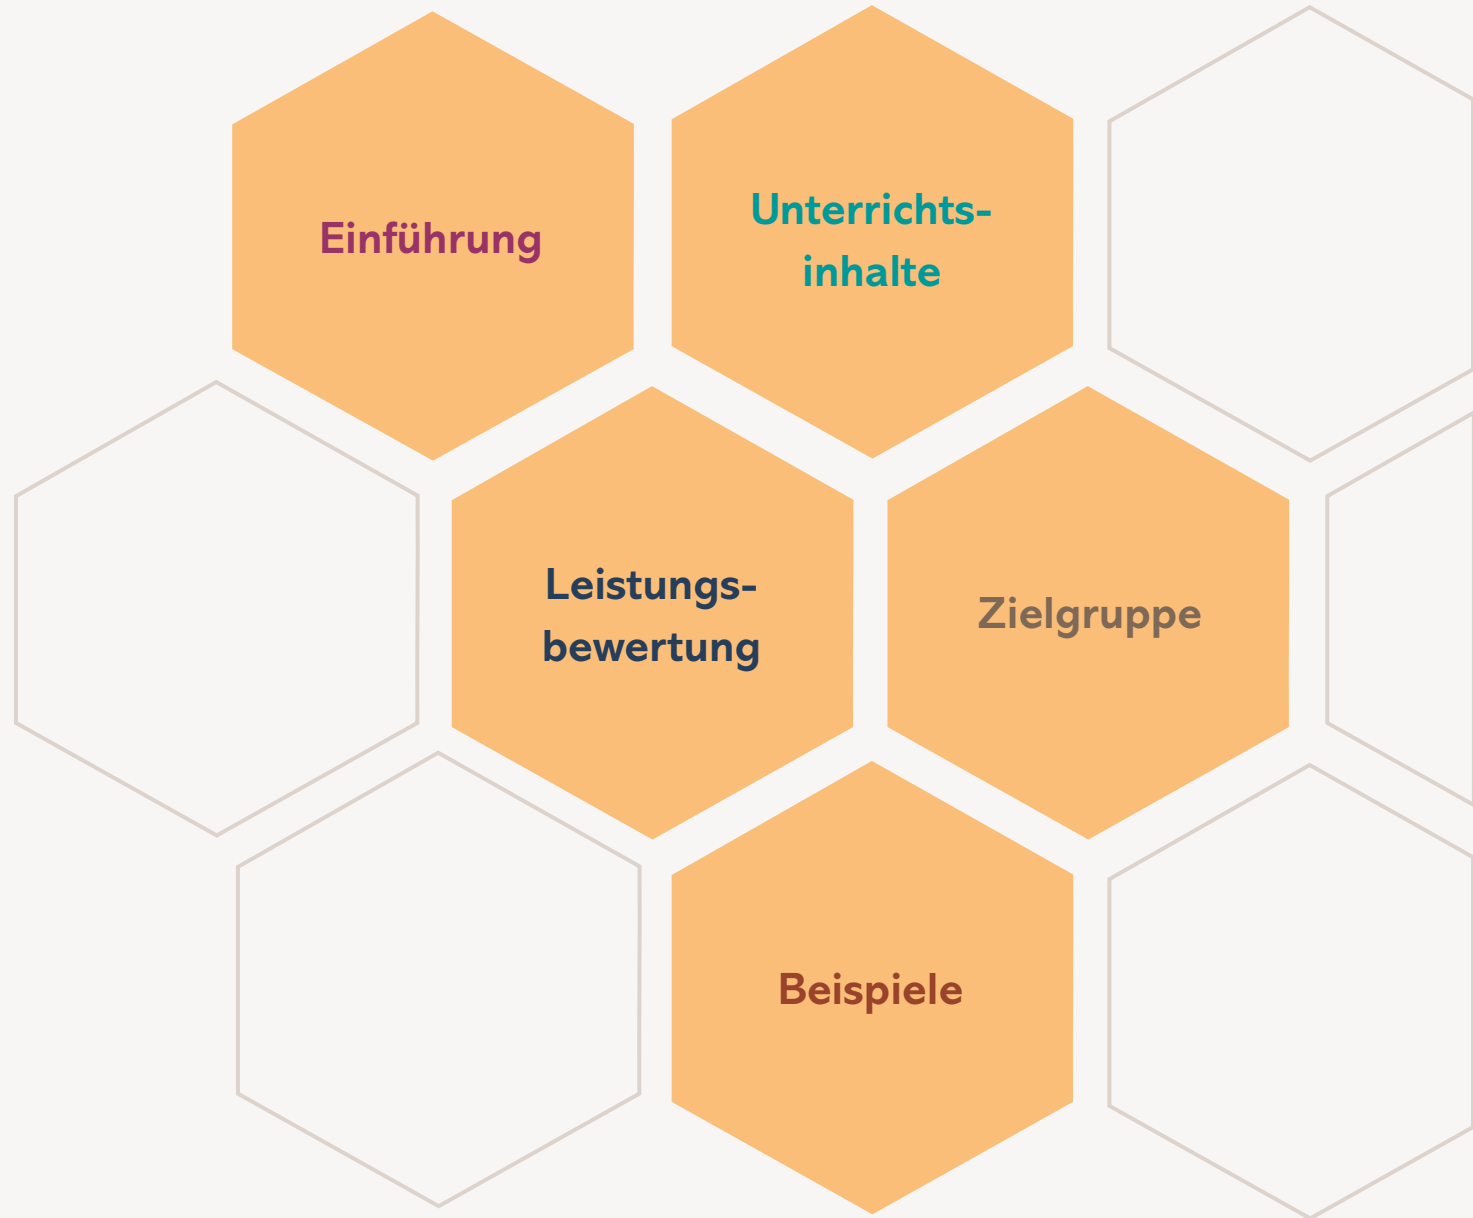 Einführung
Unterrichts-
inhalte
Leistungs-
bewertung
Zielgruppe
Beispiele